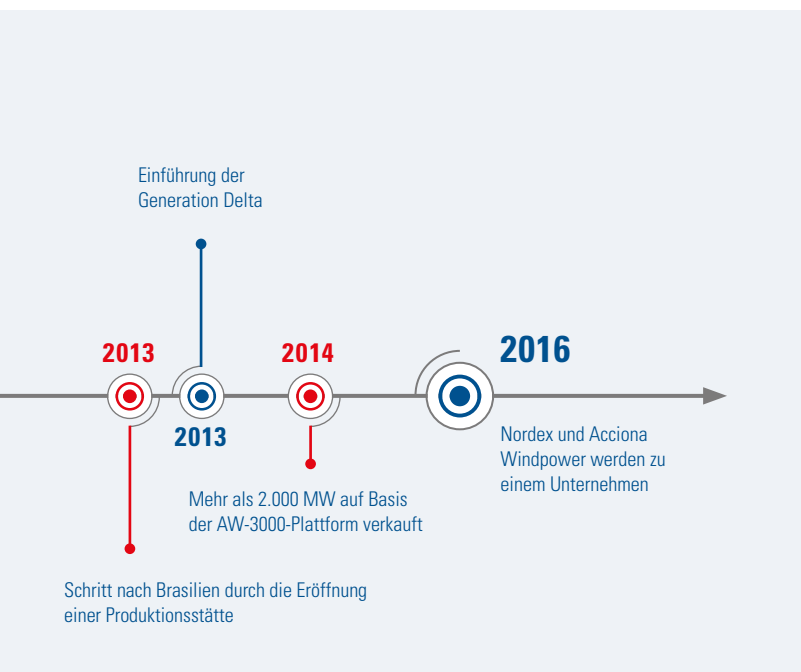 Einführung der
Generation Delta
2013
2014
2016
2013
Nordex und Acciona
Windpower werden zu
einem Unternehmen
Mehr als 2.000 MW auf Basis
der AW-3000-Plattform verkauft
Schritt nach Brasilien durch die Eröffnung
einer Produktionsstätte